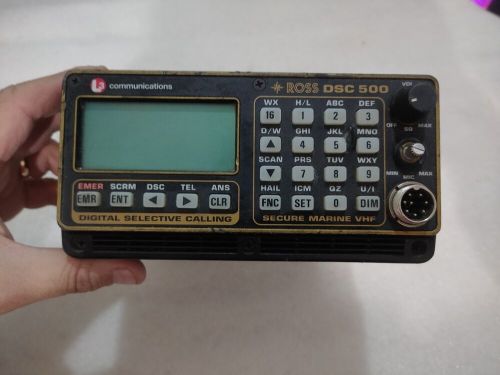 L3 communications
ROSS DSC 500
VOL
WX H/L ABC DEF
16 1 2 3
OFF SQ MAX
D/W GHI JKL MNO
▲ 4 5 6
SCAN PRS TUV WXY
▼ 7 8 9
MIN MIC MAX
EMER SCRM DSC TEL ANS
EMR ENT ◀ ▶ CLR
HAIL ICM QZ U/I
FNC SET 0 DIM
DIGITAL SELECTIVE CALLING
SECURE MARINE VHF